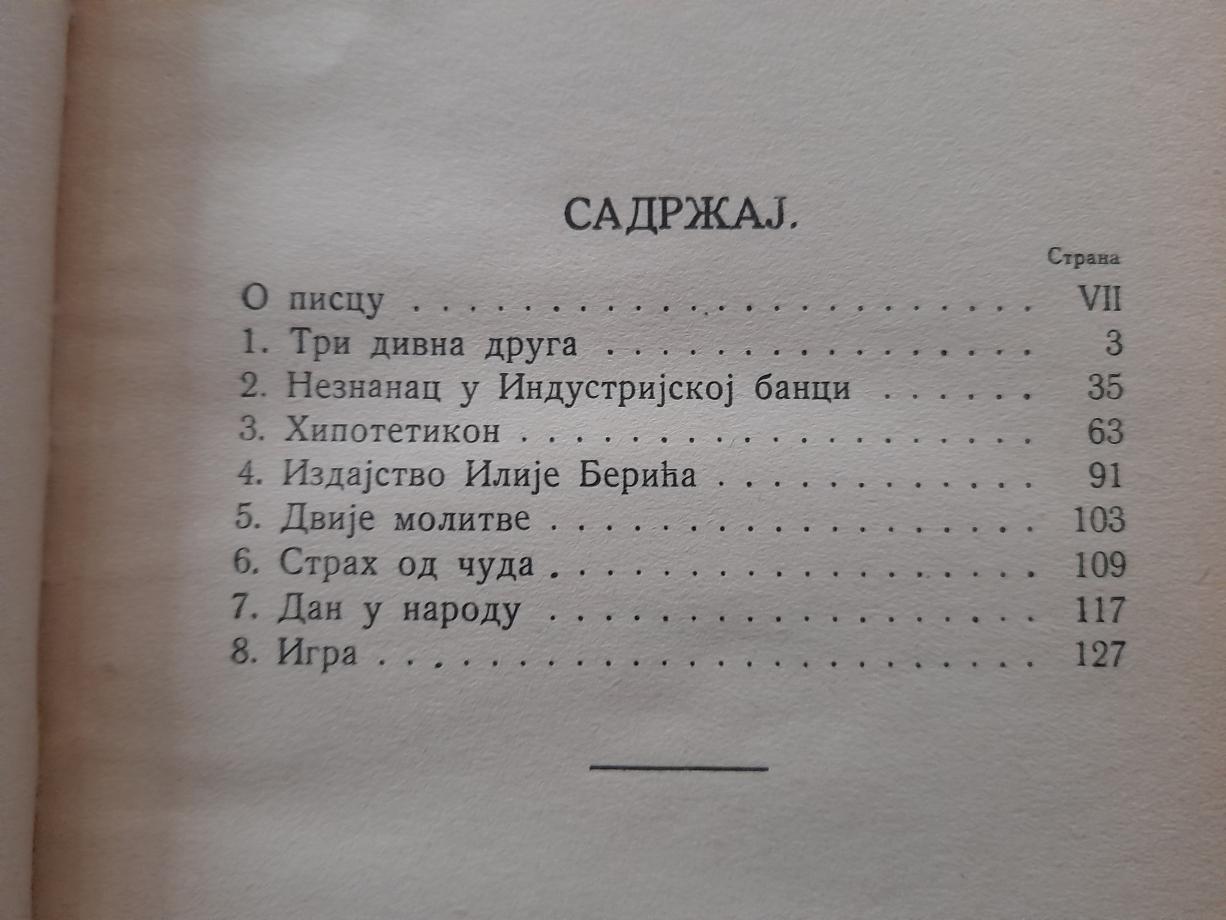 САДРЖАЈ.
Страна
О писцу . . . . . . . . . . . . . . . . . . . . . . . VII
1. Три дивна друга . . . . . . . . . . . . . . . . 3
2. Незнанац у Индустријској банци . . . . . . 35
3. Хипотетикон . . . . . . . . . . . . . . . . . . . 63
4. Издајство Илије Берића . . . . . . . . . . . . 91
5. Двије молитве . . . . . . . . . . . . . . . . . . 103
6. Страх од чуда . . . . . . . . . . . . . . . . . . 109
7. Дан у народу . . . . . . . . . . . . . . . . . . 117
8. Игра . . . . . . . . . . . . . . . . . . . . . . . . 127